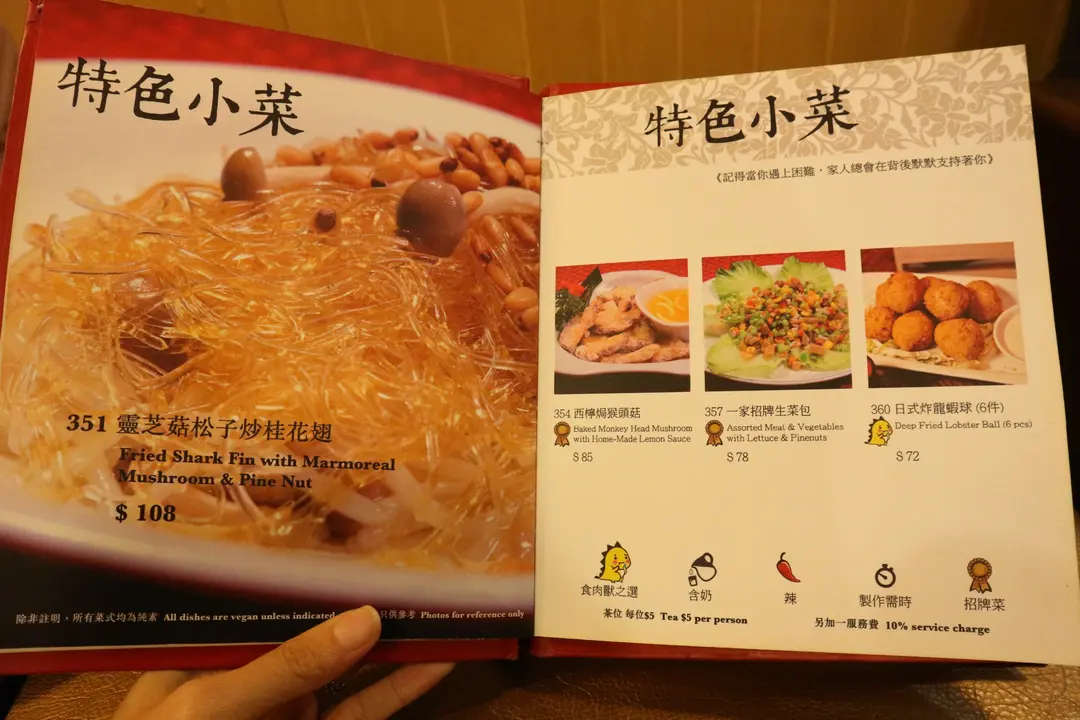 特色小菜
351 靈芝菇松子炒桂花翅
Fried Shark Fin with Marmoreal
Mushroom & Pine Nut
$ 108
除非註明，所有菜式均為純素 All dishes are vegan unless indicated
只供參考 Photos for reference only
特色小菜
《記得當你遇上困難，家人總會在背後默默支持著你》
354 西檸焗猴頭菇
Baked Monkey Head Mushroom
with Home-Made Lemon Sauce
$ 85
357 一家招牌生菜包
Assorted Meat & Vegetables
with Lettuce & Pinenuts
$ 78
360 日式炸龍蝦球 (6件)
Deep Fried Lobster Ball (6 pcs)
$ 72
食肉獸之選
含奶
辣
製作需時
招牌菜
茶位 每位$5 Tea $5 per person
另加一服務費 10% service charge